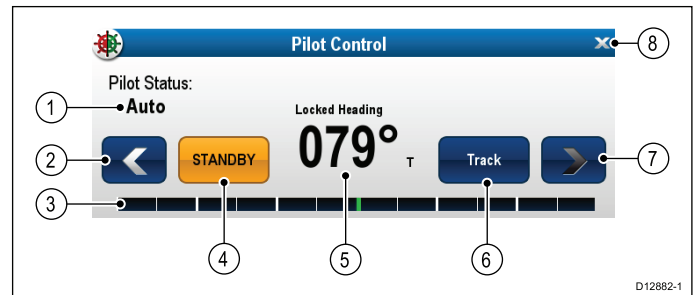 Pilot Control
8
Pilot Status:
1
Auto
Locked Heading
2
STANDBY
079° T
Track
7
3
4
5
6
D12882-1